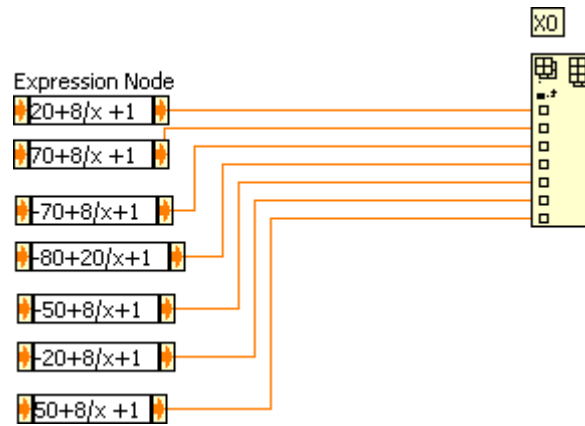 X0
Expression Node
20+8/x +1
70+8/x +1
-70+8/x+1
-80+20/x+1
-50+8/x+1
-20+8/x+1
50+8/x +1